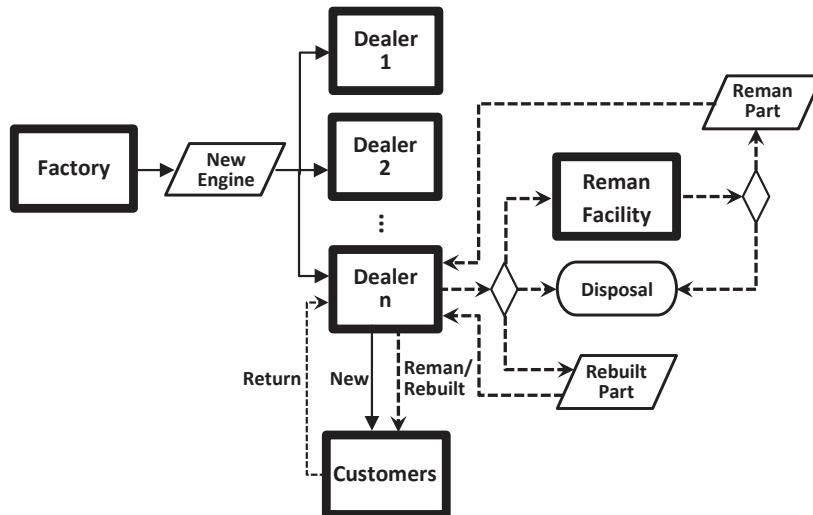 Dealer
1
Reman
Part
Factory
New
Engine
Dealer
2
...
Reman
Facility
Dealer
n
Disposal
Return
New
Reman/
Rebuilt
Rebuilt
Part
Customers